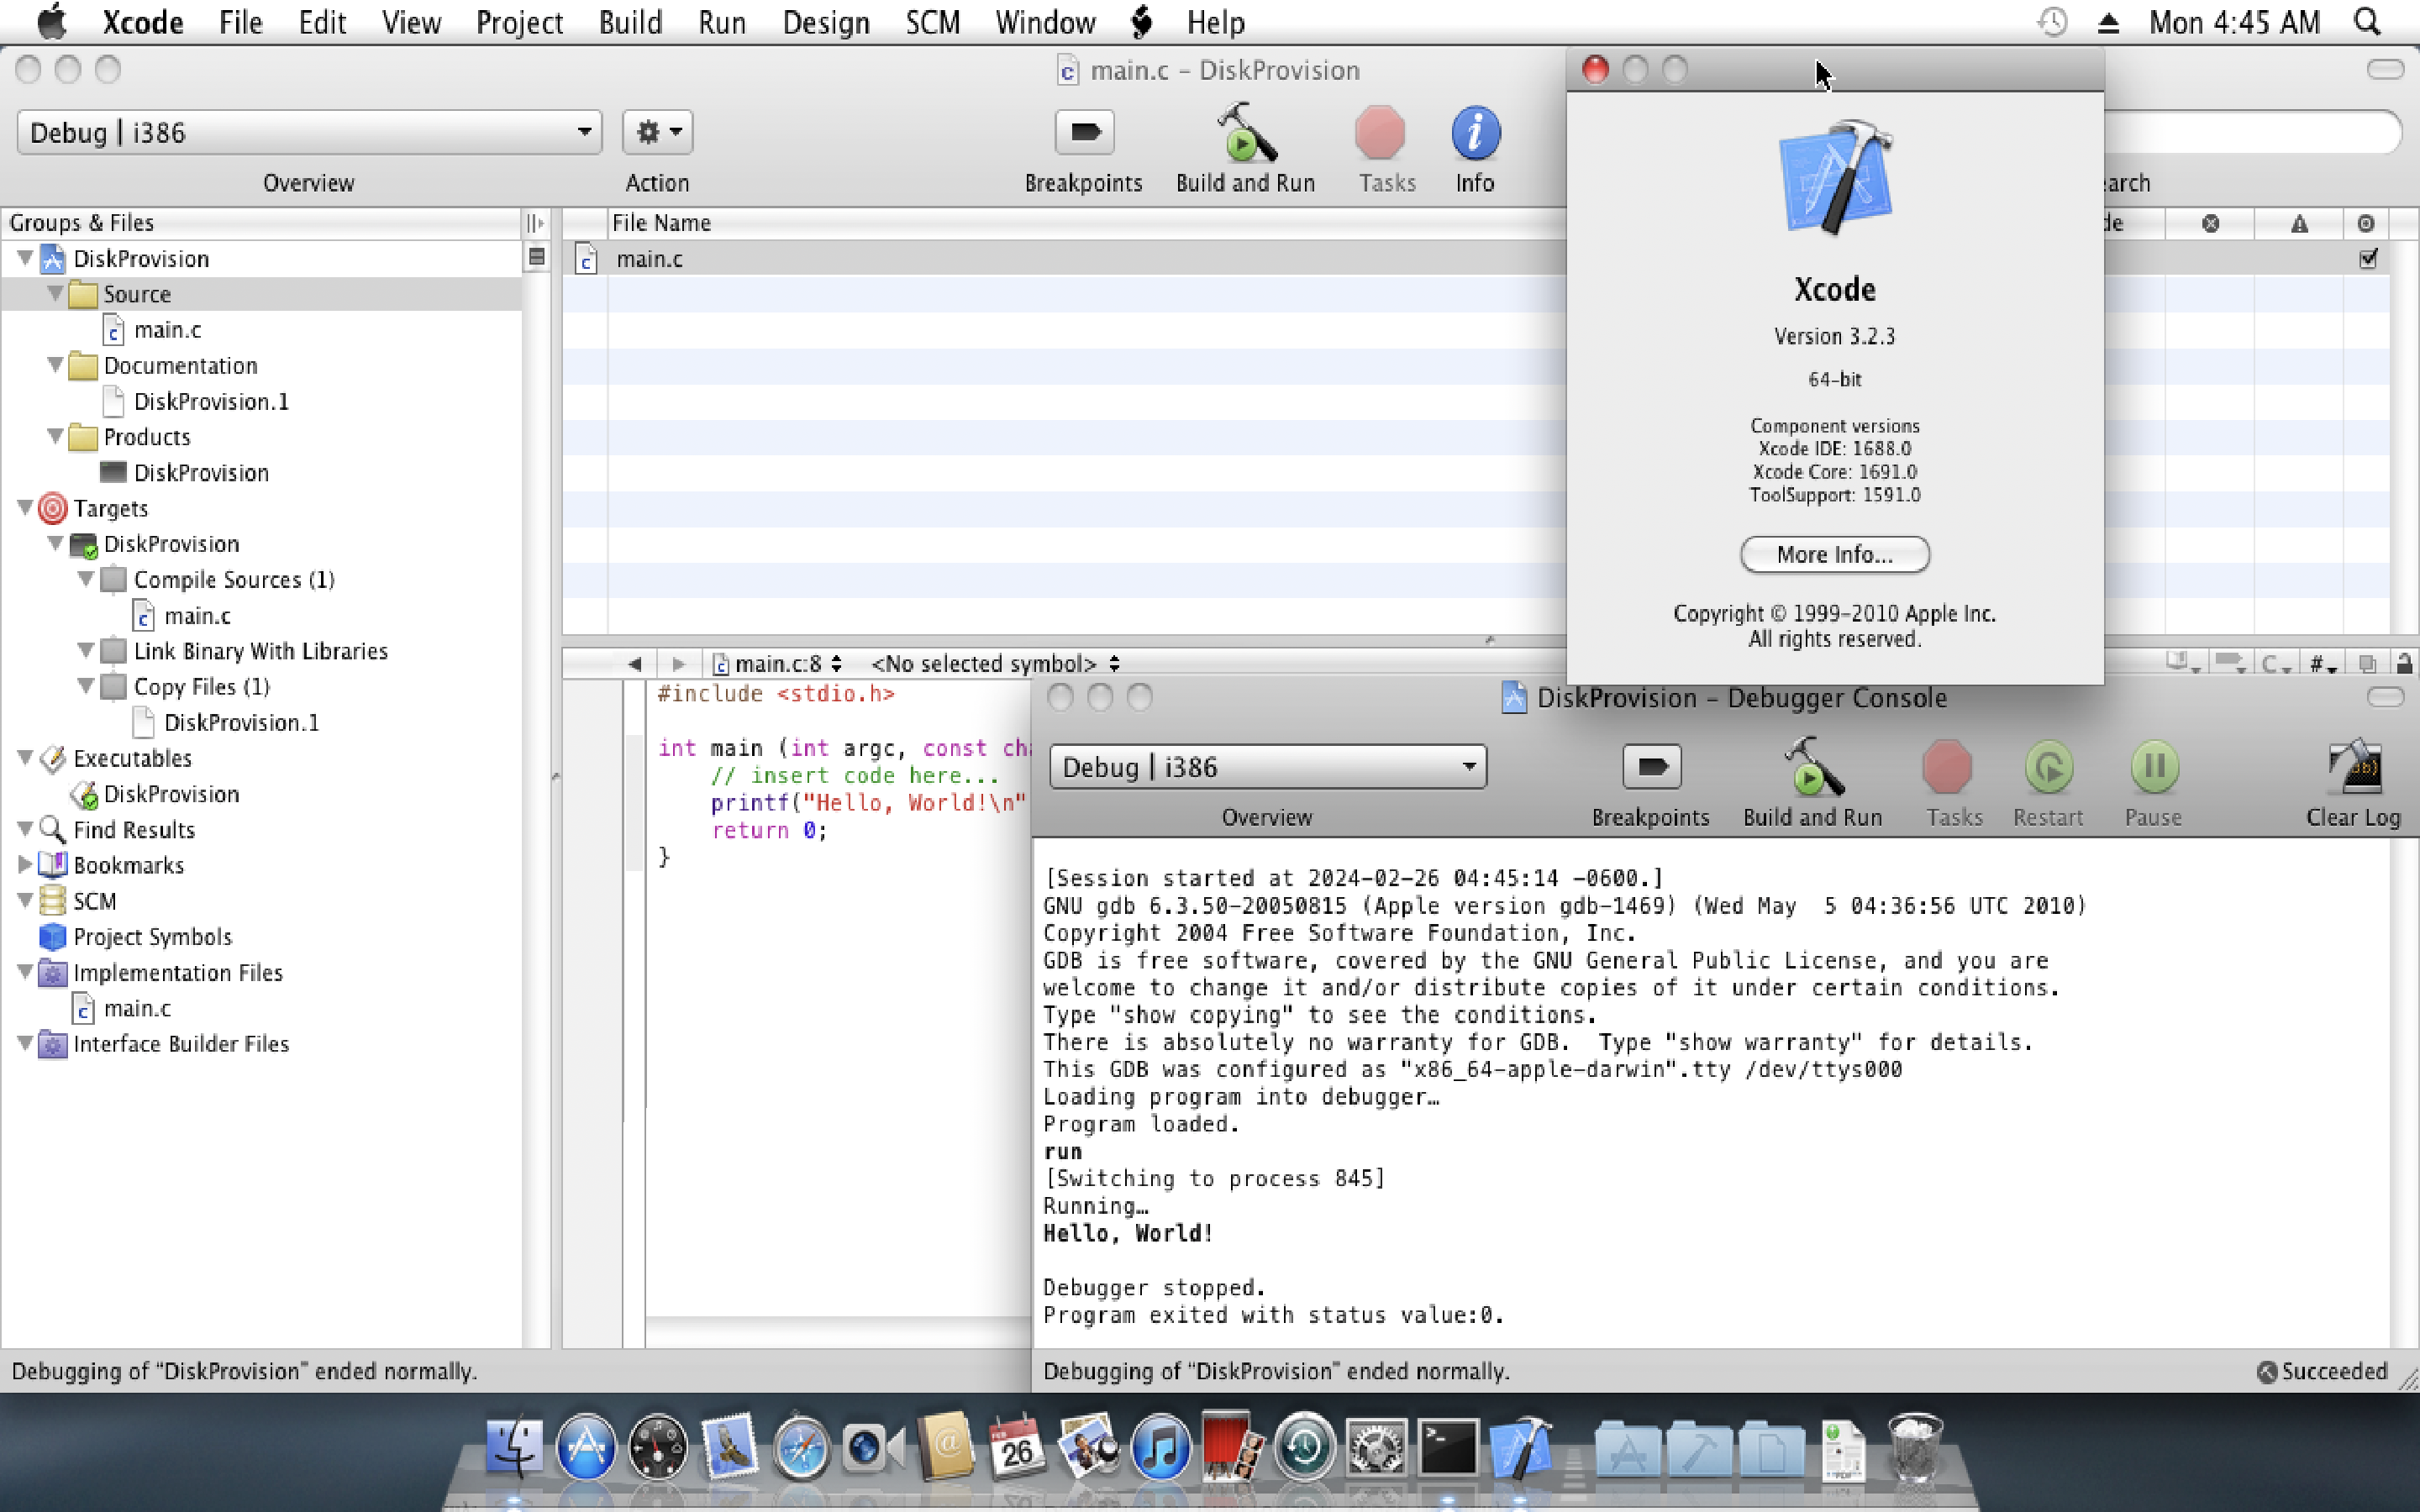 Xcode File Edit View Project Build Run Design SCM Window Help Mon 4:45 AM
main.c – DiskProvision
Debug | i386
Overview Action Breakpoints Build and Run Tasks Info
Groups & Files
DiskProvision
Source
main.c
Documentation
DiskProvision.1
Products
DiskProvision
Targets
DiskProvision
Compile Sources (1)
main.c
Link Binary With Libraries
Copy Files (1)
DiskProvision.1
Executables
DiskProvision
Find Results
Bookmarks
SCM
Project Symbols
Implementation Files
main.c
Interface Builder Files
File Name
main.c
Xcode
Version 3.2.3
64-bit
Component versions
Xcode IDE: 1688.0
Xcode Core: 1691.0
ToolSupport: 1591.0
More Info...
Copyright © 1999–2010 Apple Inc.
All rights reserved.
main.c:8 <No selected symbol> C #
#include <stdio.h>
int main (int argc, const cha
// insert code here...
printf("Hello, World!\n"
return 0;
}
DiskProvision – Debugger Console
Debug | i386
Overview Breakpoints Build and Run Tasks Restart Pause Clear Log
[Session started at 2024-02-26 04:45:14 -0600.]
GNU gdb 6.3.50-20050815 (Apple version gdb-1469) (Wed May  5 04:36:56 UTC 2010)
Copyright 2004 Free Software Foundation, Inc.
GDB is free software, covered by the GNU General Public License, and you are
welcome to change it and/or distribute copies of it under certain conditions.
Type "show copying" to see the conditions.
There is absolutely no warranty for GDB.  Type "show warranty" for details.
This GDB was configured as "x86_64-apple-darwin".tty /dev/ttys000
Loading program into debugger…
Program loaded.
run
[Switching to process 845]
Running…
Hello, World!
Debugger stopped.
Program exited with status value:0.
Debugging of “DiskProvision” ended normally.
Debugging of “DiskProvision” ended normally.
Succeeded
FEB
26